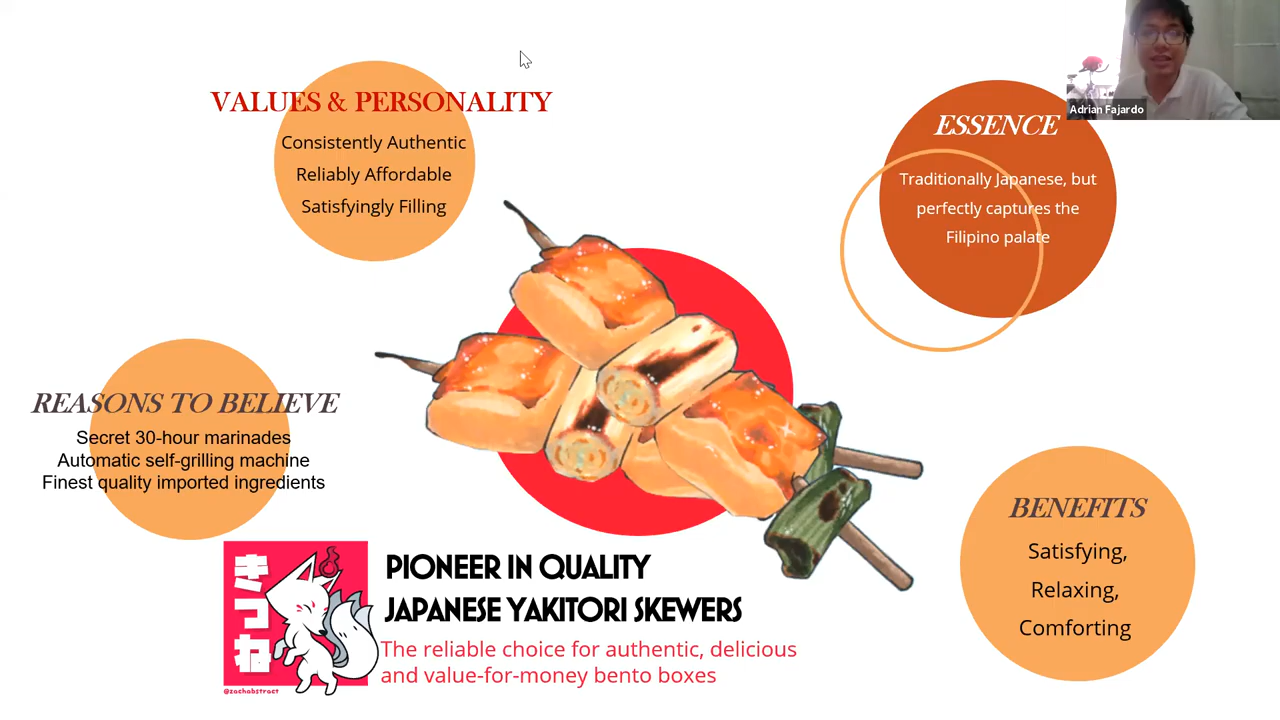 VALUES & PERSONALITY
Consistently Authentic
Reliably Affordable
Satisfyingly Filling
Adrian Fajardo
ESSENCE
Traditionally Japanese, but
perfectly captures the
Filipino palate
REASONS TO BELIEVE
Secret 30-hour marinades
Automatic self-grilling machine
Finest quality imported ingredients
BENEFITS
Satisfying,
Relaxing,
Comforting
きつね
@zachabstract
PIONEER IN QUALITY
JAPANESE YAKITORI SKEWERS
The reliable choice for authentic, delicious
and value-for-money bento boxes